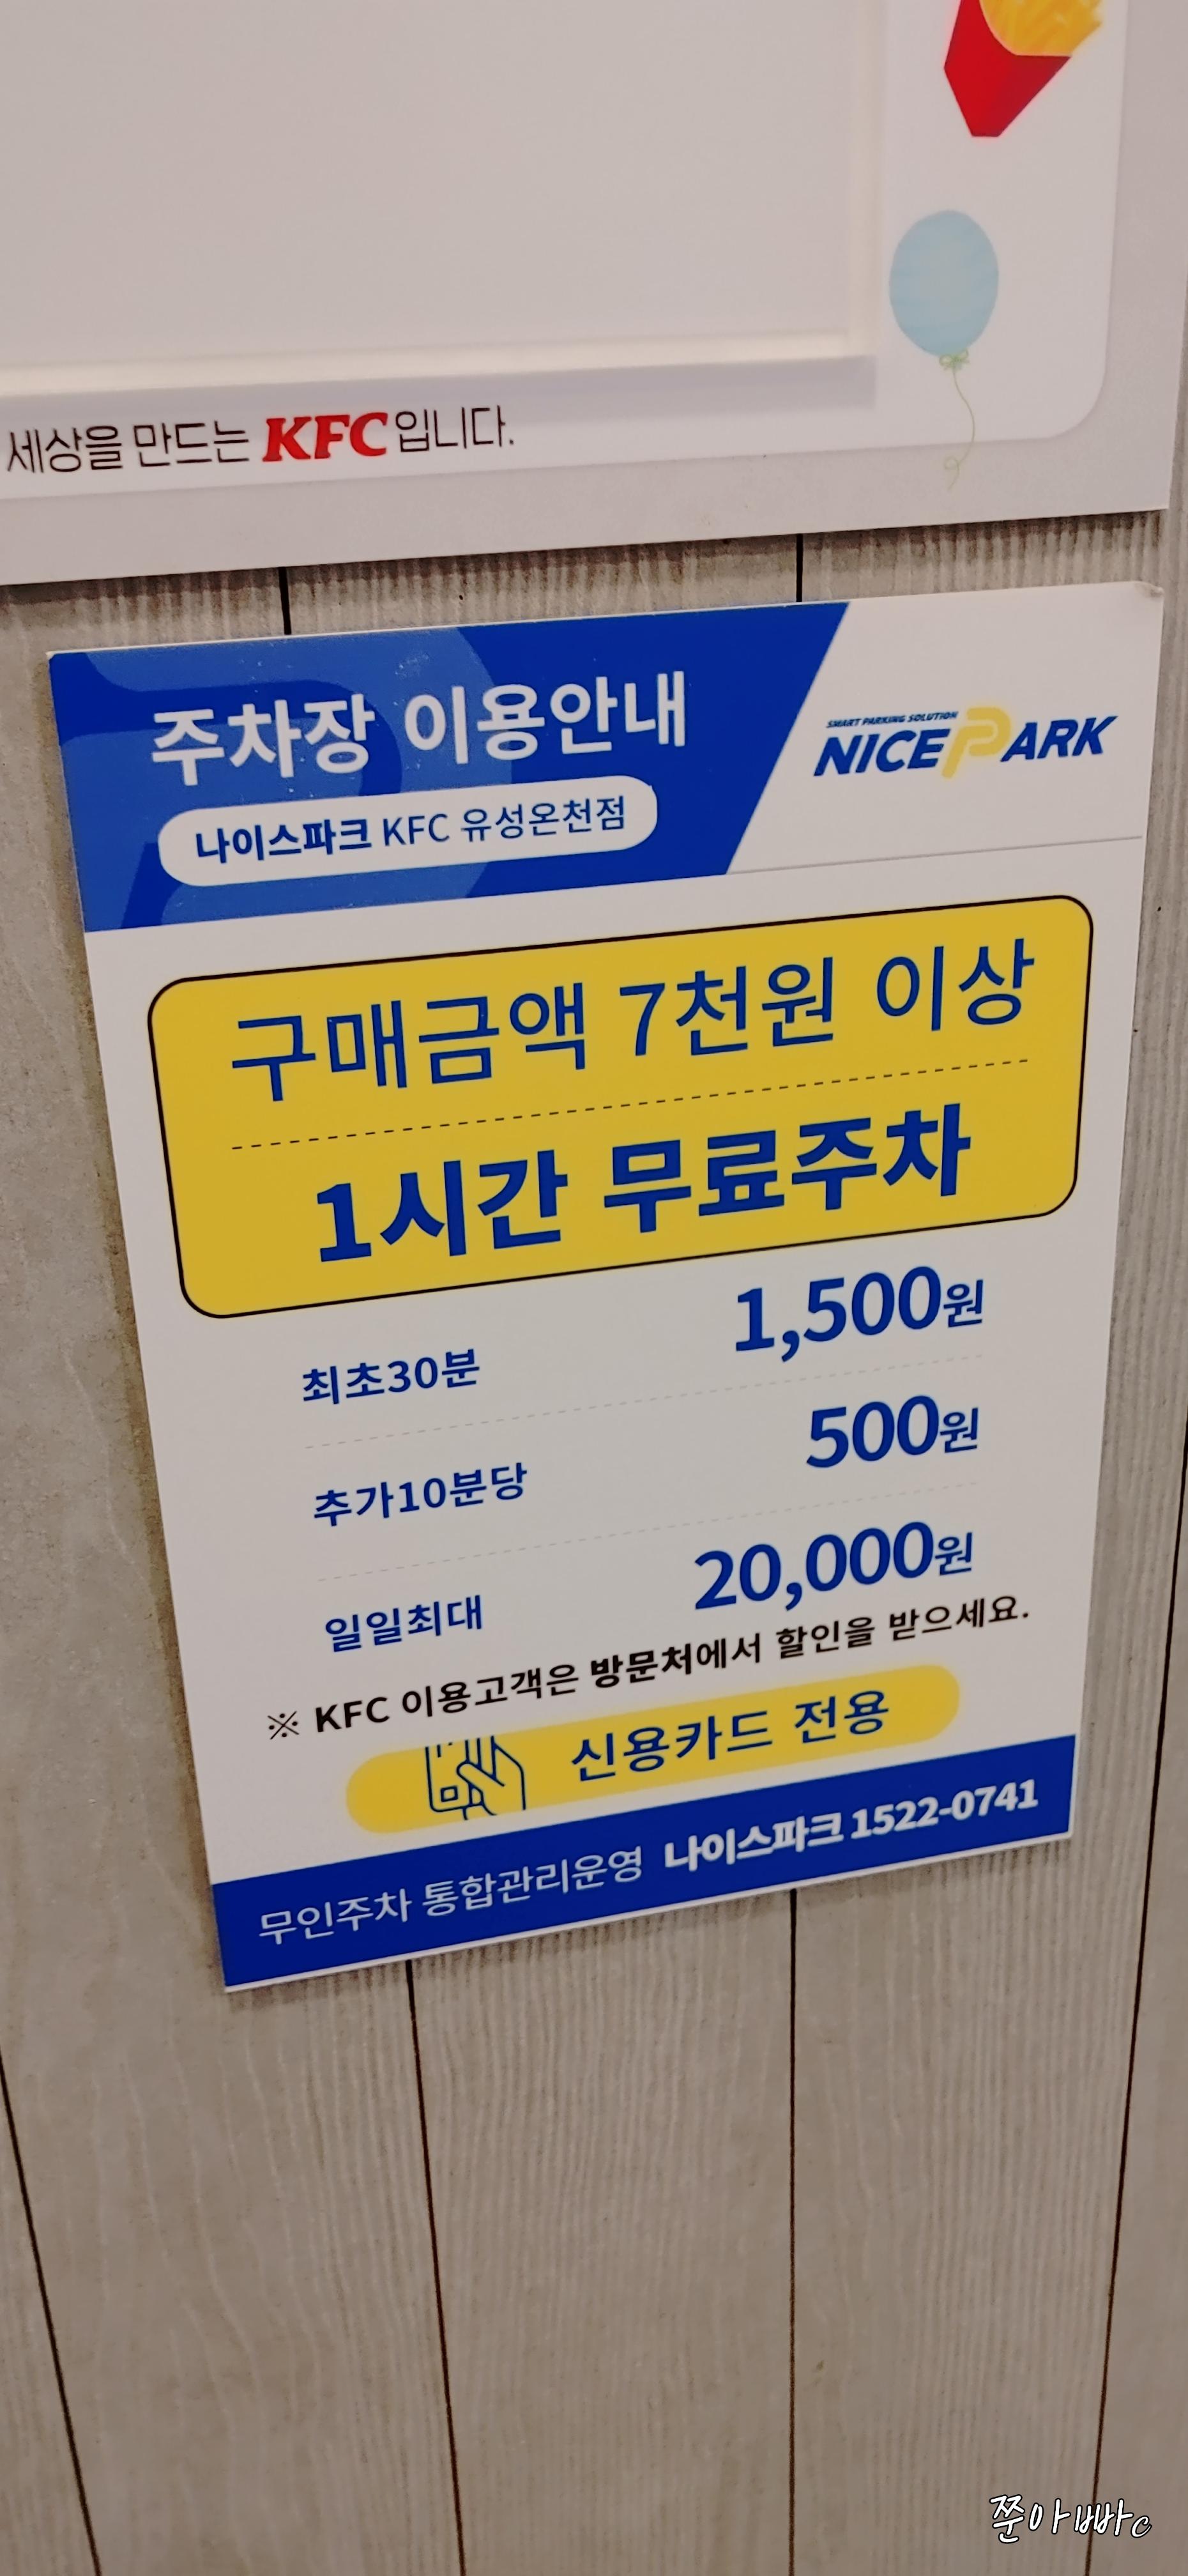 세상을 만드는 KFC입니다.
주차장 이용안내
나이스파크 KFC 유성온천점
SMART PARKING SOLUTION
NICEPARK
구매금액 7천원 이상
1시간 무료주차
최초30분 1,500원
추가10분당 500원
일일최대 20,000원
※ KFC 이용고객은 방문처에서 할인을 받으세요.
신용카드 전용
무인주차 통합관리운영 나이스파크 1522-0741
쭌아빠c